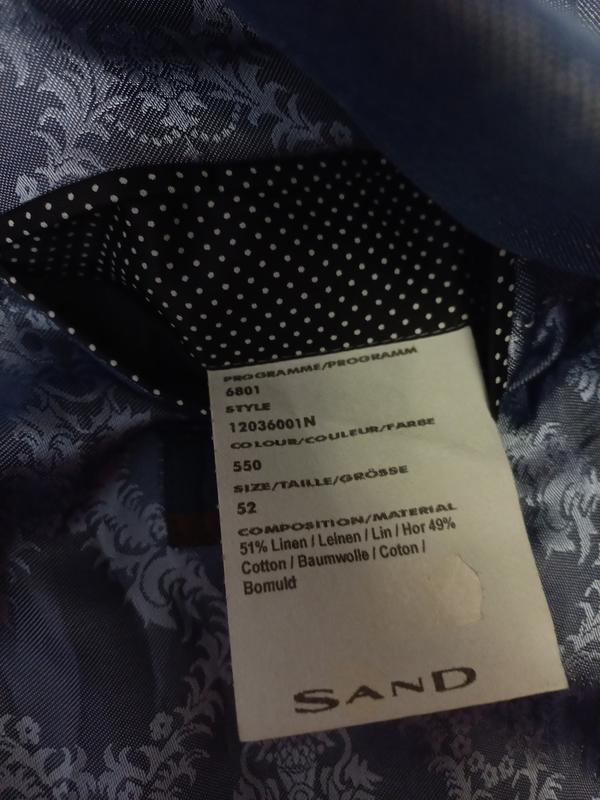 PROGRAMME/PROGRAMM
6801
STYLE
12036001N
COLOUR/COULEUR/FARBE
550
SIZE/TAILLE/GRÖSSE
52
COMPOSITION/MATERIAL
51% Linen / Leinen / Lin / Hor 49%
Cotton / Baumwolle / Coton /
Bomuld
SAND